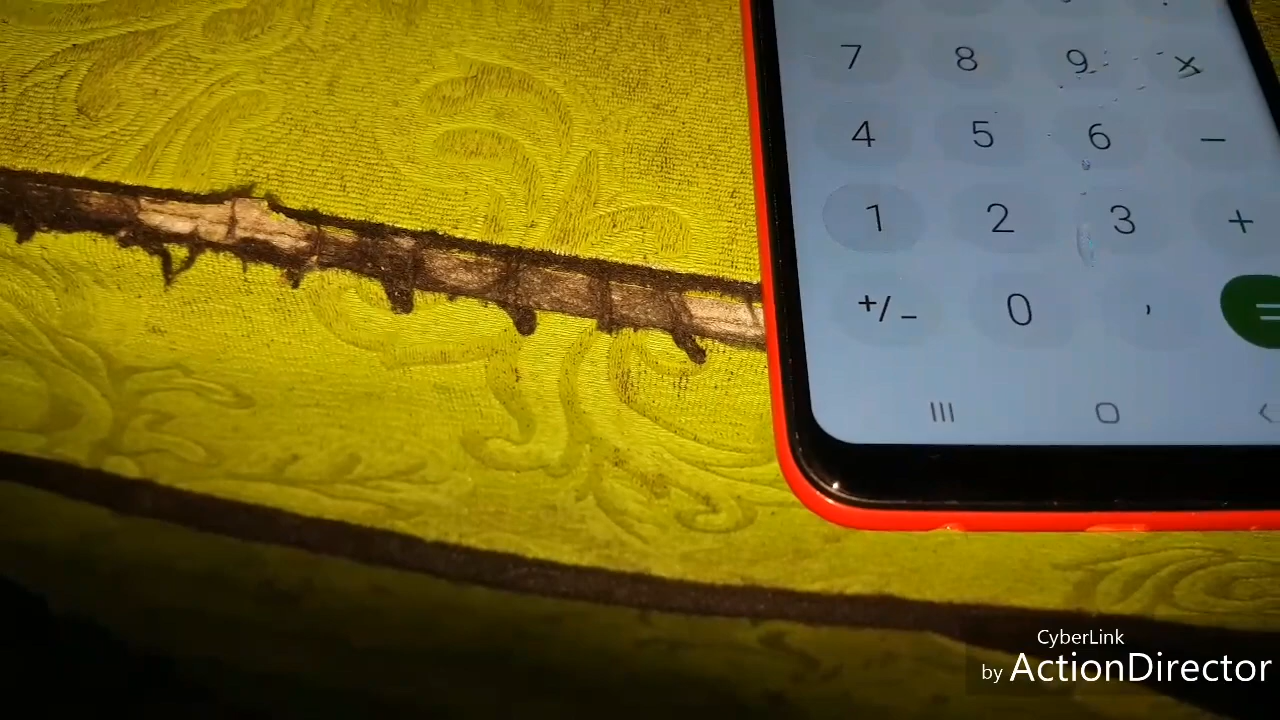 7 8 9 ×
4 5 6 −
1 2 3 +
+/− 0 , =
CyberLink
by ActionDirector